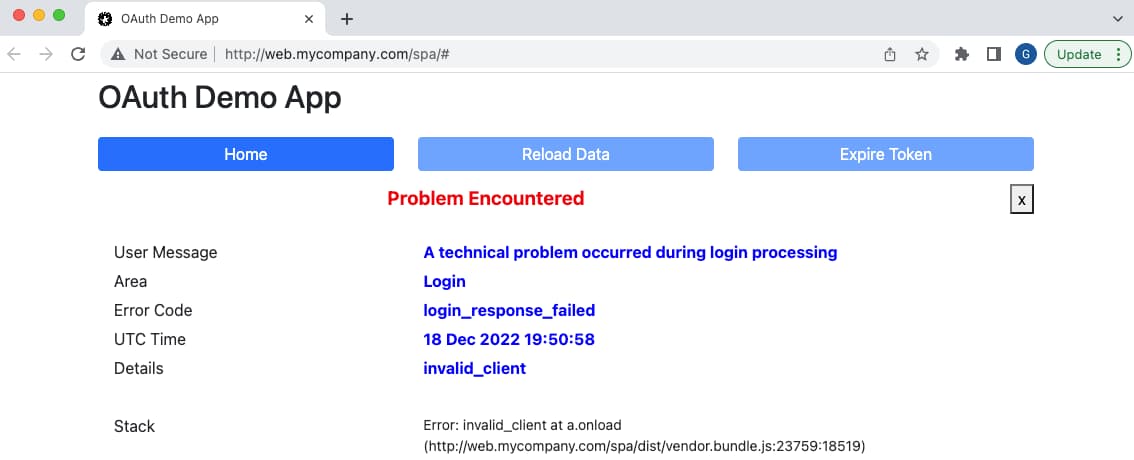 OAuth Demo App
Not Secure | http://web.mycompany.com/spa/# G Update
OAuth Demo App
Home Reload Data Expire Token
Problem Encountered x
User Message A technical problem occurred during login processing
Area Login
Error Code login_response_failed
UTC Time 18 Dec 2022 19:50:58
Details invalid_client
Stack Error: invalid_client at a.onload
(http://web.mycompany.com/spa/dist/vendor.bundle.js:23759:18519)